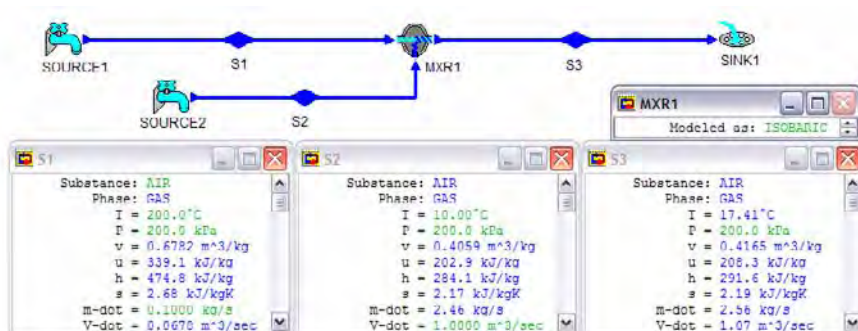 SOURCE1
S1
MXR1
S3
SINK1
SOURCE2
S2
MXR1
Modeled as: ISOBARIC
S1
Substance: AIR
Phase: GAS
T = 200.0°C
P = 200.0 kPa
v = 0.6782 m^3/kg
u = 339.1 kJ/kg
h = 474.8 kJ/kg
s = 2.68 kJ/kgK
m-dot = 0.1000 kg/s
V-dot = 0.0678 m^3/sec
S2
Substance: AIR
Phase: GAS
T = 10.00°C
P = 200.0 kPa
v = 0.4059 m^3/kg
u = 202.9 kJ/kg
h = 284.1 kJ/kg
s = 2.17 kJ/kgK
m-dot = 2.46 kg/s
V-dot = 1.0000 m^3/sec
S3
Substance: AIR
Phase: GAS
T = 17.41°C
P = 200.0 kPa
v = 0.4165 m^3/kg
u = 208.3 kJ/kg
h = 291.6 kJ/kg
s = 2.19 kJ/kgK
m-dot = 2.56 kg/s
V-dot = 1.07 m^3/sec